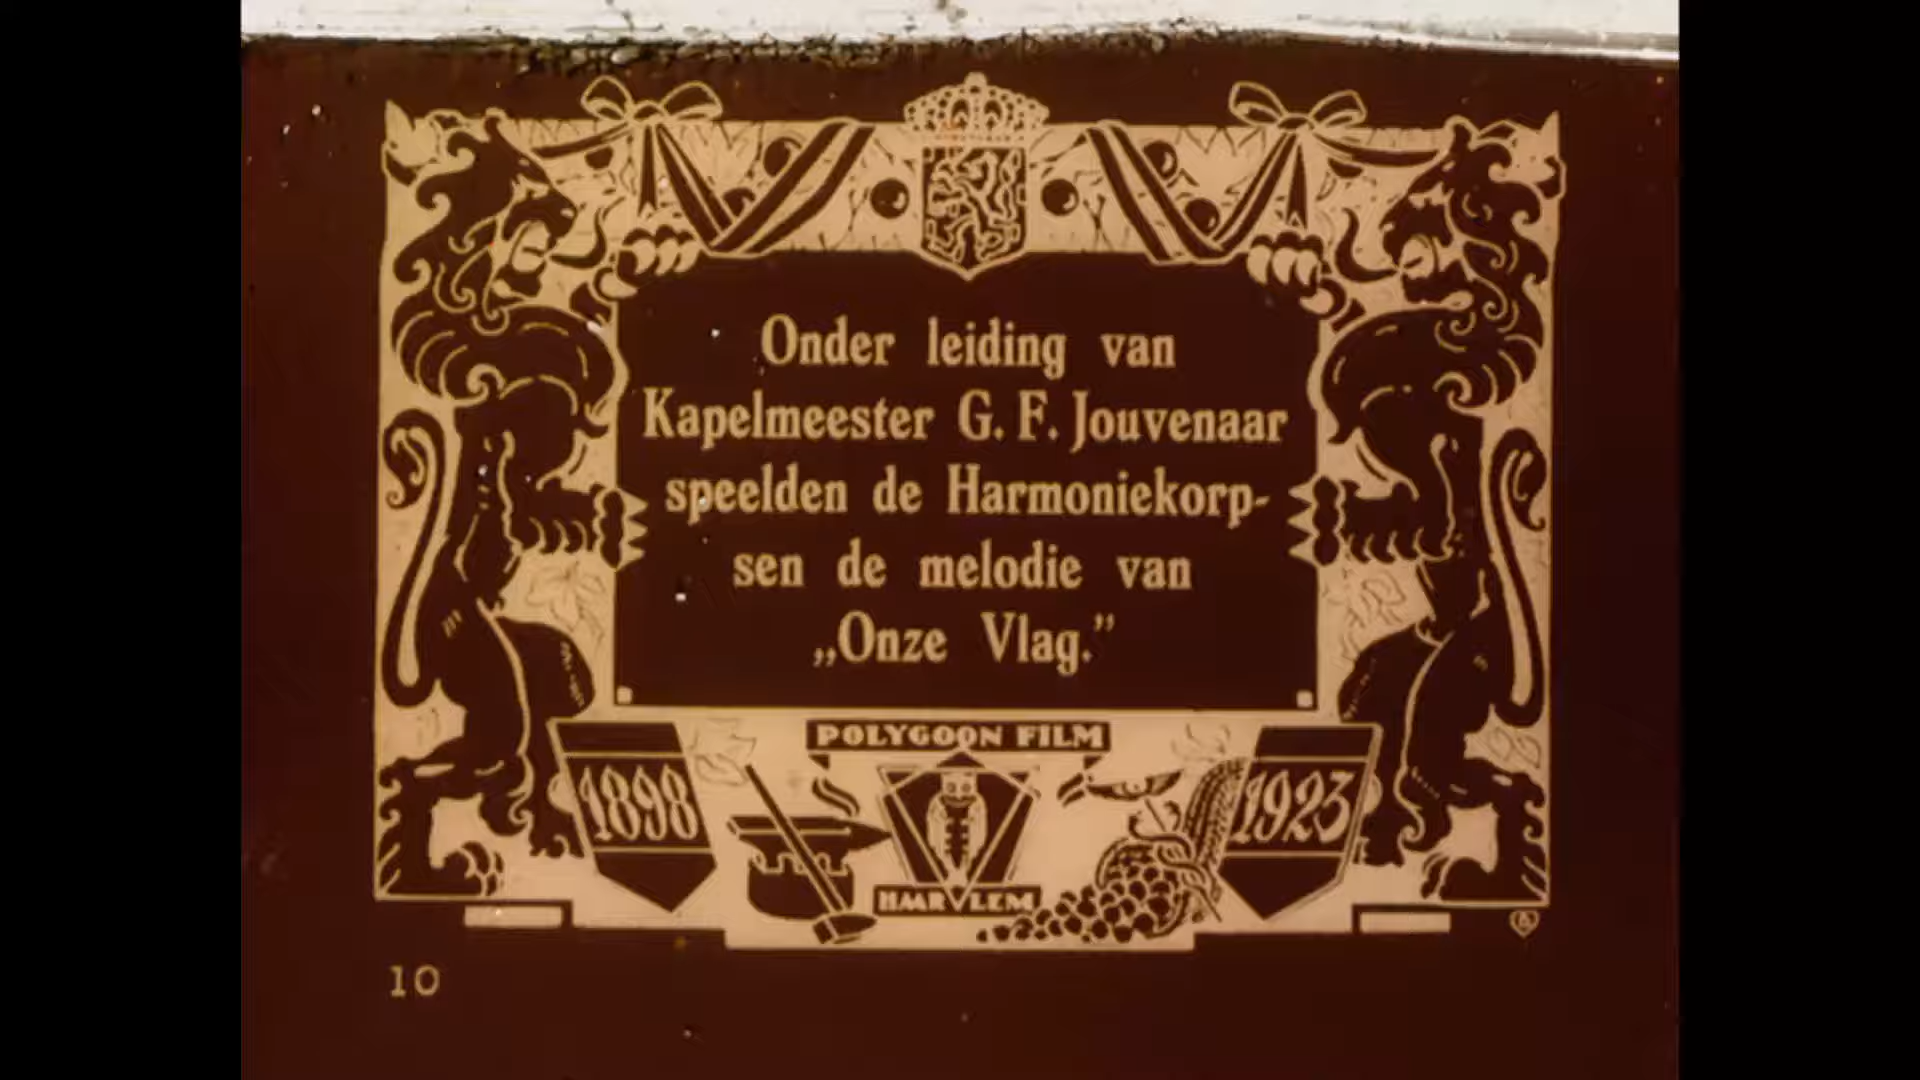 Onder leiding van
Kapelmeester G. F. Jouvenaar
speelden de Harmoniekorp-
sen de melodie van
„Onze Vlag.”
POLYGOON FILM
1898
1923
HAARLEM
10